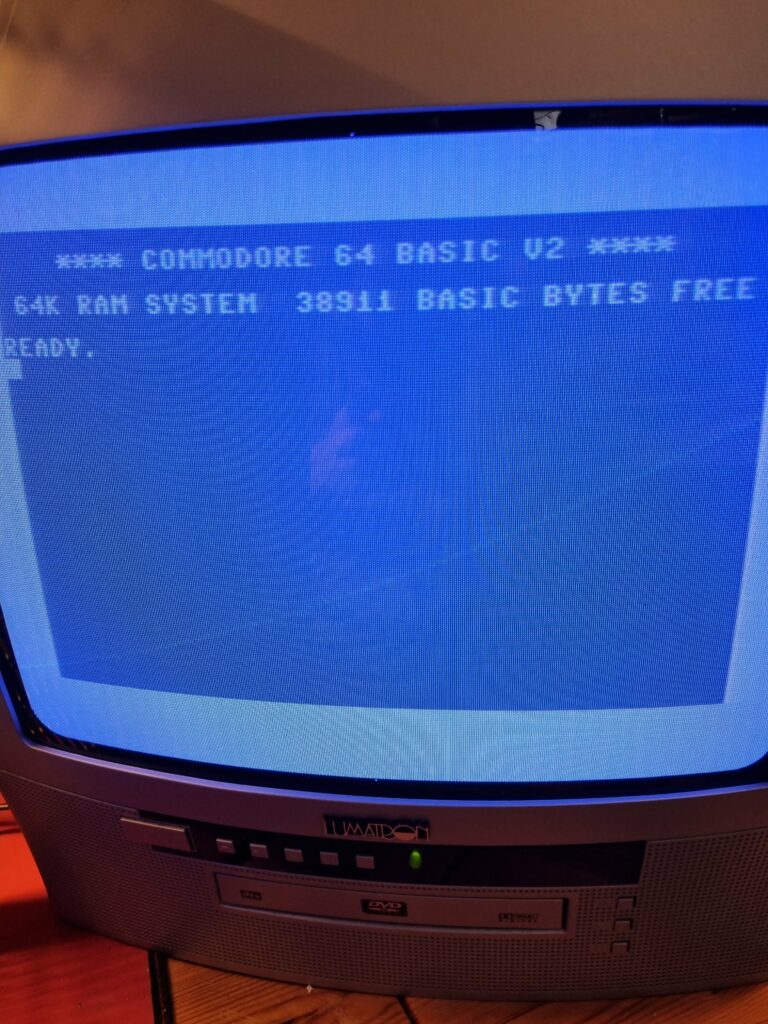 **** COMMODORE 64 BASIC V2 ****
64K RAM SYSTEM  38911 BASIC BYTES FREE
READY.
LUMATRON
DVD